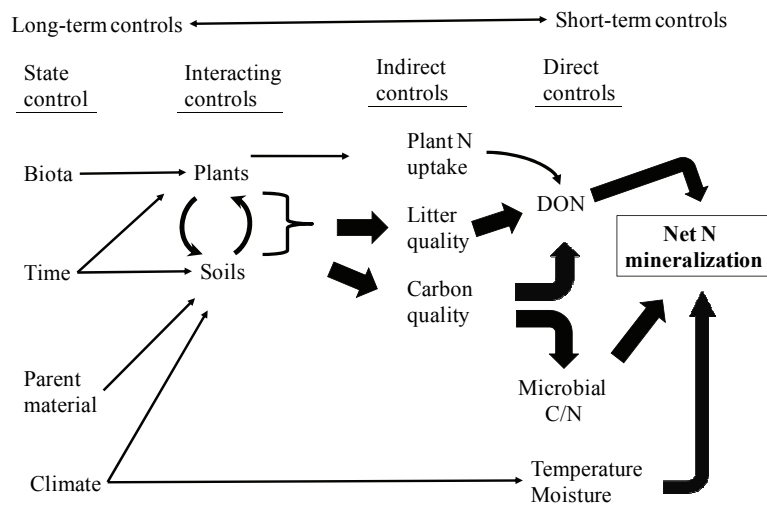 Long-term controls
Short-term controls
State
control
Interacting
controls
Indirect
controls
Direct
controls
Biota
Plants
Plant N
uptake
DON
Litter
quality
Net N
mineralization
Time
Soils
Carbon
quality
Parent
material
Microbial
C/N
Climate
Temperature
Moisture